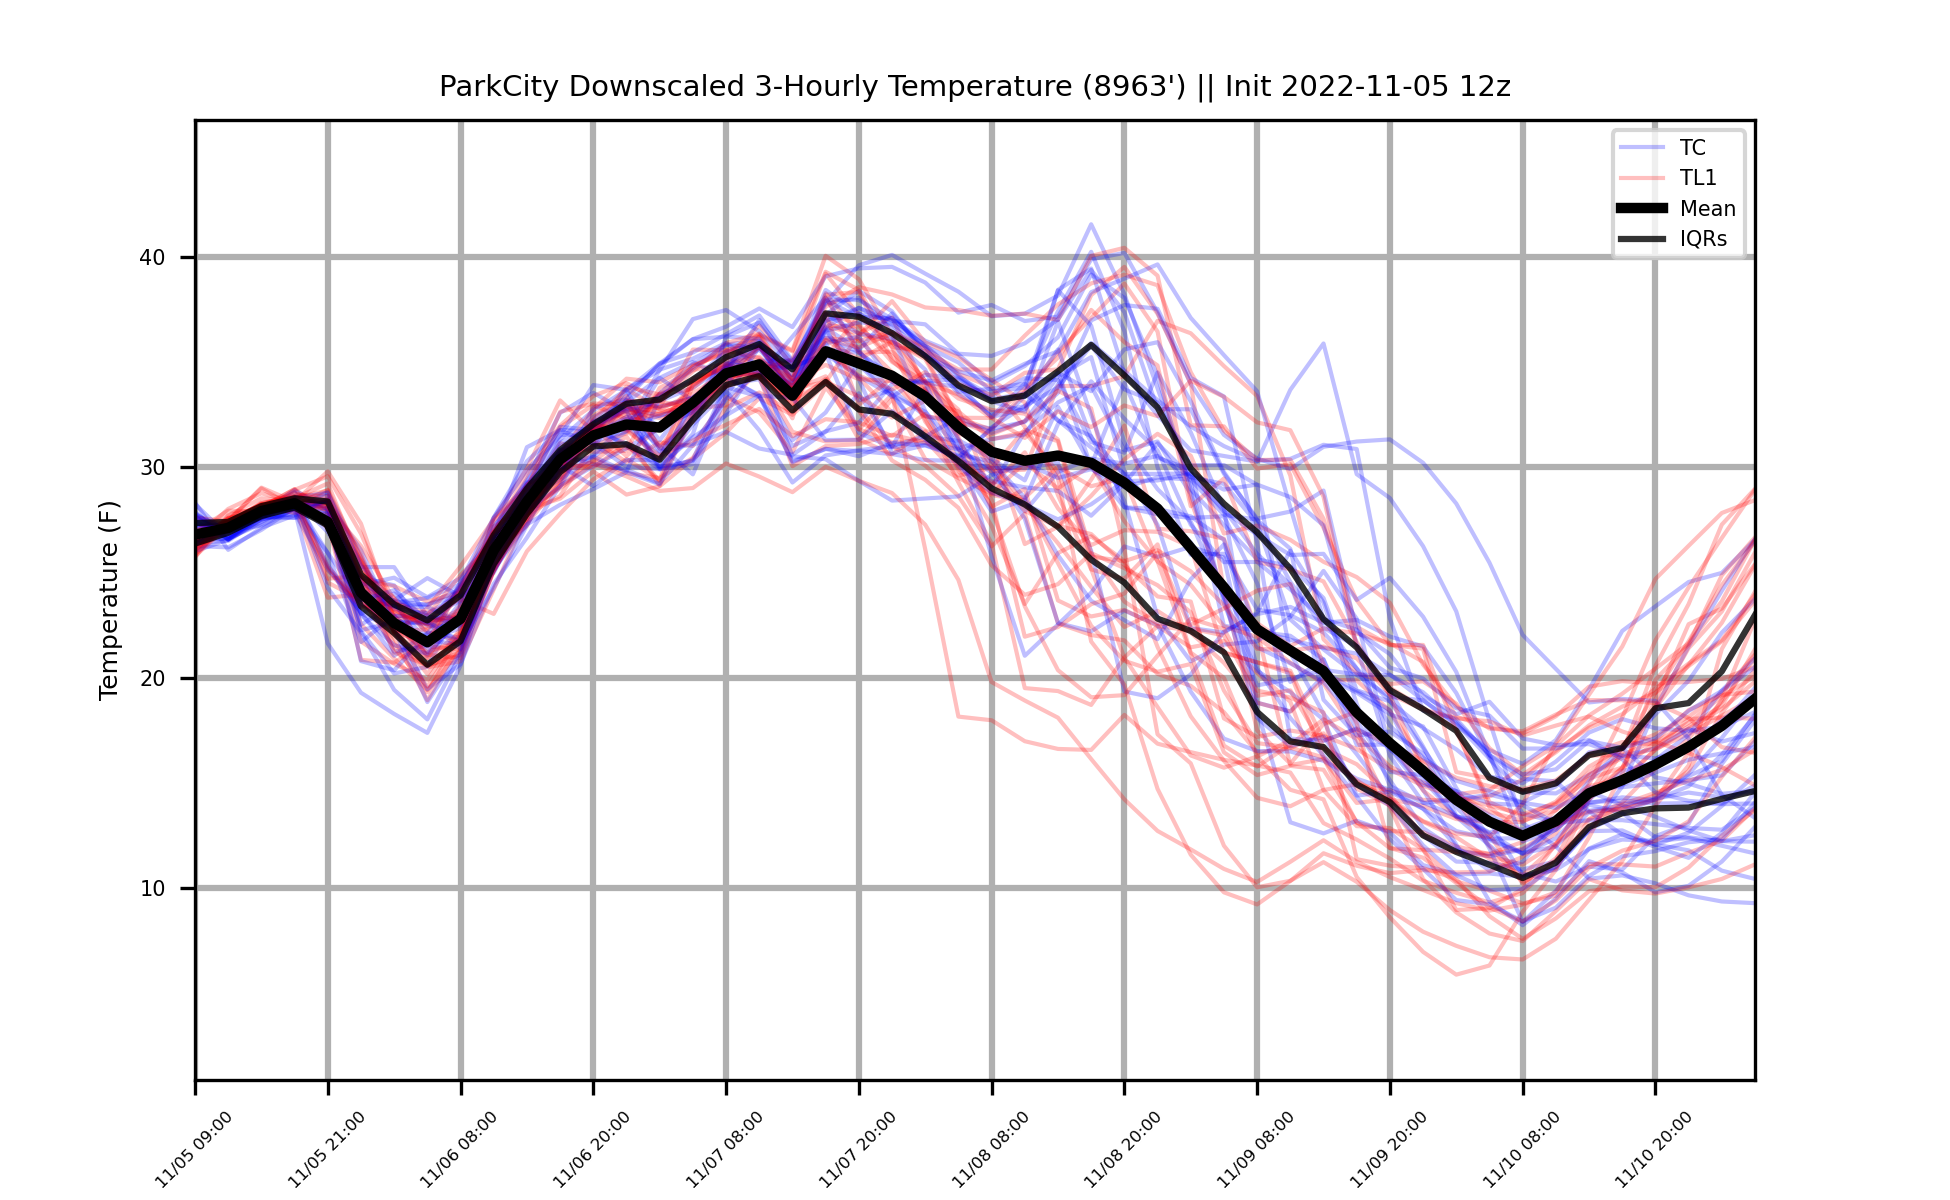 ParkCity Downscaled 3-Hourly Temperature (8963') || Init 2022-11-05 12z
TC
TL1
Mean
IQRs
Temperature (F)
40
30
20
10
11/05 09:00
11/05 21:00
11/06 08:00
11/06 20:00
11/07 08:00
11/07 20:00
11/08 08:00
11/08 20:00
11/09 08:00
11/09 20:00
11/10 08:00
11/10 20:00